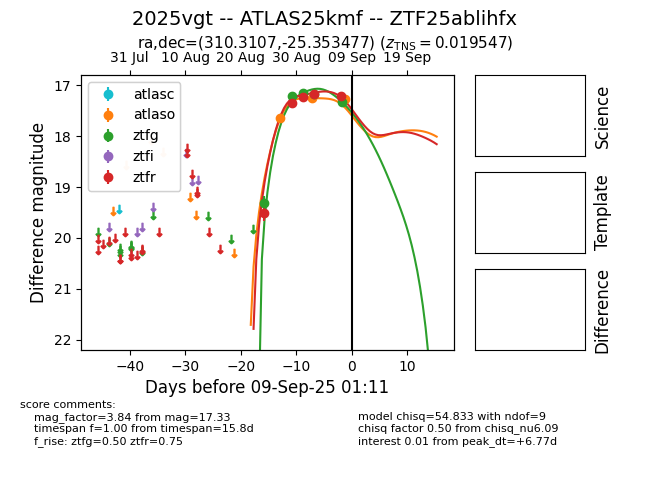 2025vgt -- ATLAS25kmf -- ZTF25ablihfx
ra,dec=(310.3107,-25.353477) (z_TNS = 0.019547)
31 Jul 10 Aug 20 Aug 30 Aug 09 Sep 19 Sep
17
18
19
20
21
22
Difference magnitude
atlasc
atlaso
ztfg
ztfi
ztfr
−40 −30 −20 −10 0 10
Days before 09-Sep-25 01:11
Science
Template
Difference
score comments:
mag_factor=3.84 from mag=17.33
timespan f=1.00 from timespan=15.8d
f_rise: ztfg=0.50 ztfr=0.75
model chisq=54.833 with ndof=9
chisq factor 0.50 from chisq_nu6.09
interest 0.01 from peak_dt=+6.77d